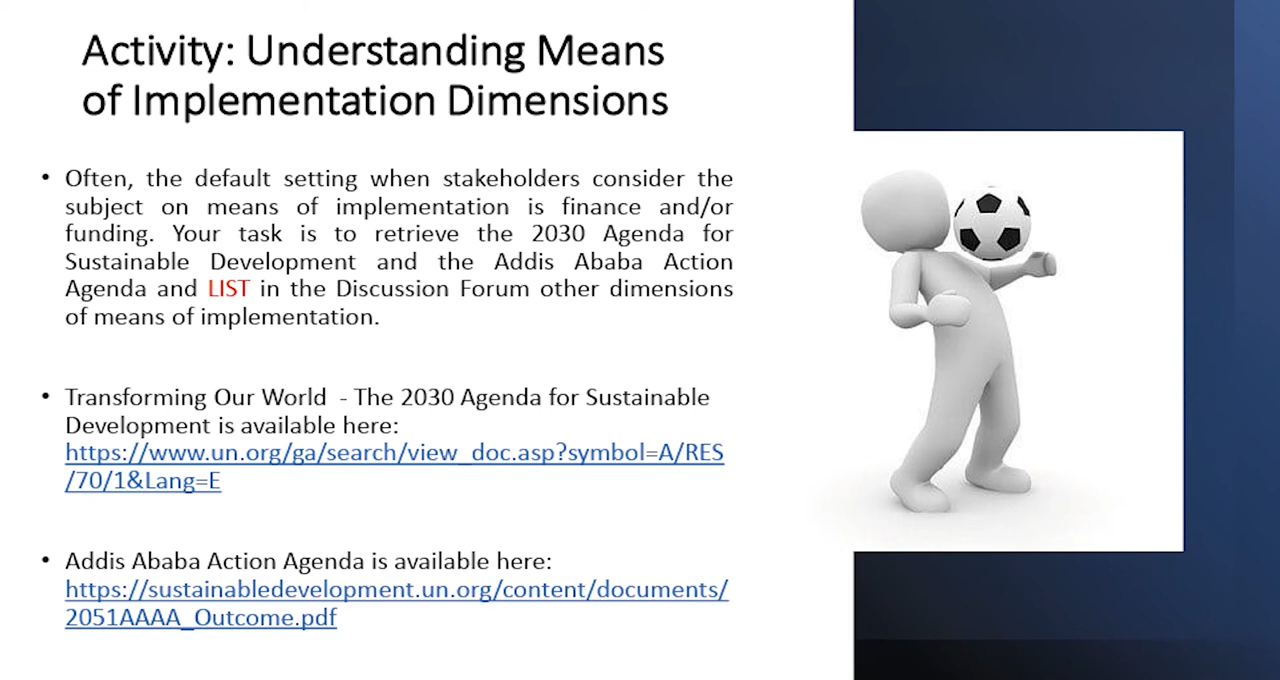 Activity: Understanding Means
of Implementation Dimensions
• Often, the default setting when stakeholders consider the
subject on means of implementation is finance and/or
funding. Your task is to retrieve the 2030 Agenda for
Sustainable Development and the Addis Ababa Action
Agenda and LIST in the Discussion Forum other dimensions
of means of implementation.
• Transforming Our World - The 2030 Agenda for Sustainable
Development is available here:
https://www.un.org/ga/search/view_doc.asp?symbol=A/RES
/70/1&Lang=E
• Addis Ababa Action Agenda is available here:
https://sustainabledevelopment.un.org/content/documents/
2051AAAA_Outcome.pdf